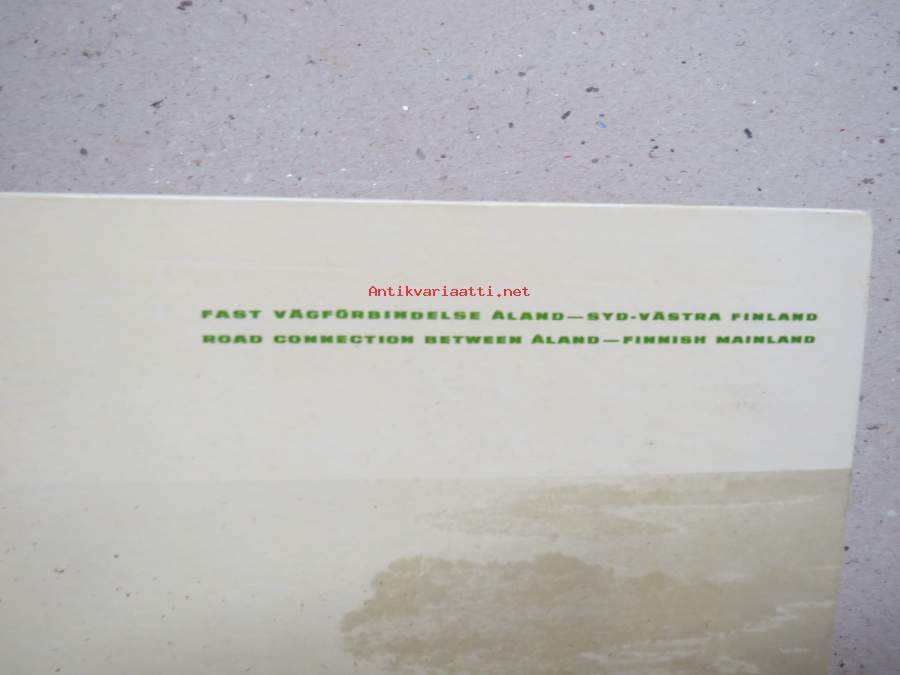 Antikvariaatti.net
FAST VÄGFÖRBINDELSE ÅLAND—SYD-VÄSTRA FINLAND
ROAD CONNECTION BETWEEN ÅLAND—FINNISH MAINLAND